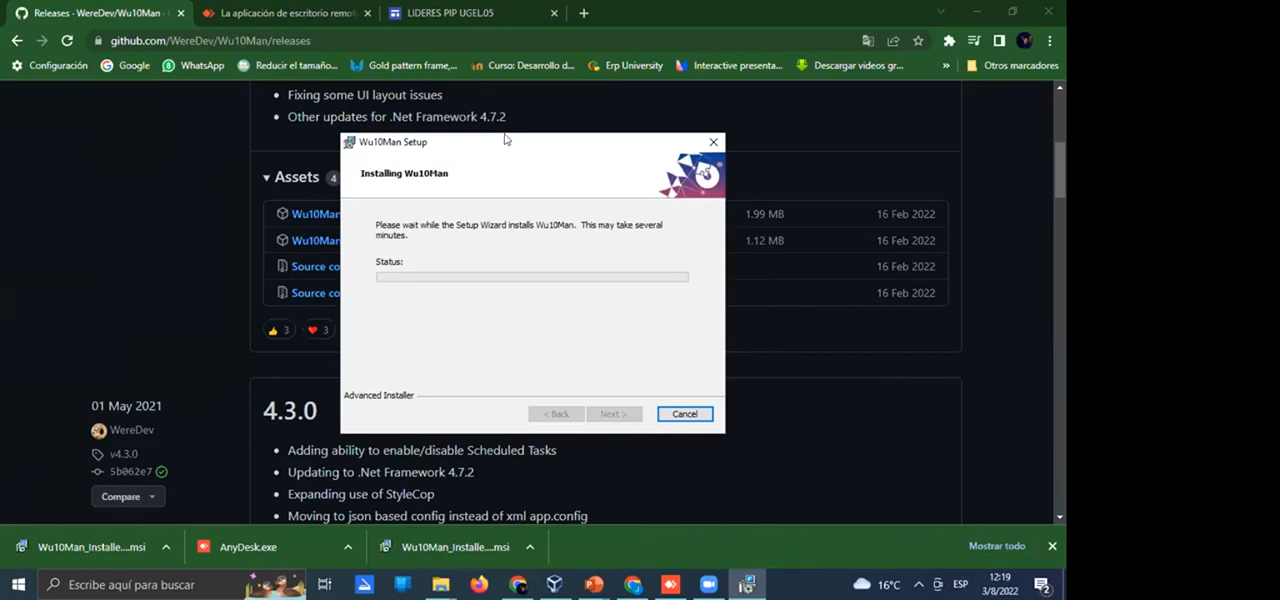 Releases · WereDev/Wu10Man ·
La aplicación de escritorio remot
LIDERES PIP UGEL.05
github.com/WereDev/Wu10Man/releases
Configuración
Google
WhatsApp
Reducir el tamaño...
Gold pattern frame,...
Curso: Desarrollo d...
Erp University
Interactive presenta...
Descargar videos gr...
»
Otros marcadores
• Fixing some UI layout issues
• Other updates for .Net Framework 4.7.2
Wu10Man Setup
Installing Wu10Man
Assets 4
Please wait while the Setup Wizard installs Wu10Man. This may take several
minutes.
Status:
Wu10Man
1.99 MB
16 Feb 2022
Wu10Man
1.12 MB
16 Feb 2022
Source co
16 Feb 2022
Source co
16 Feb 2022
3
3
Advanced Installer
< Back
Next >
Cancel
01 May 2021
WereDev
v4.3.0
5b062e7
Compare
4.3.0
• Adding ability to enable/disable Scheduled Tasks
• Updating to .Net Framework 4.7.2
• Expanding use of StyleCop
• Moving to json based config instead of xml app.config
Wu10Man_Installe....msi
AnyDesk.exe
Wu10Man_Installe....msi
Mostrar todo
Escribe aquí para buscar
16°C
ESP
12:19
3/8/2022
2